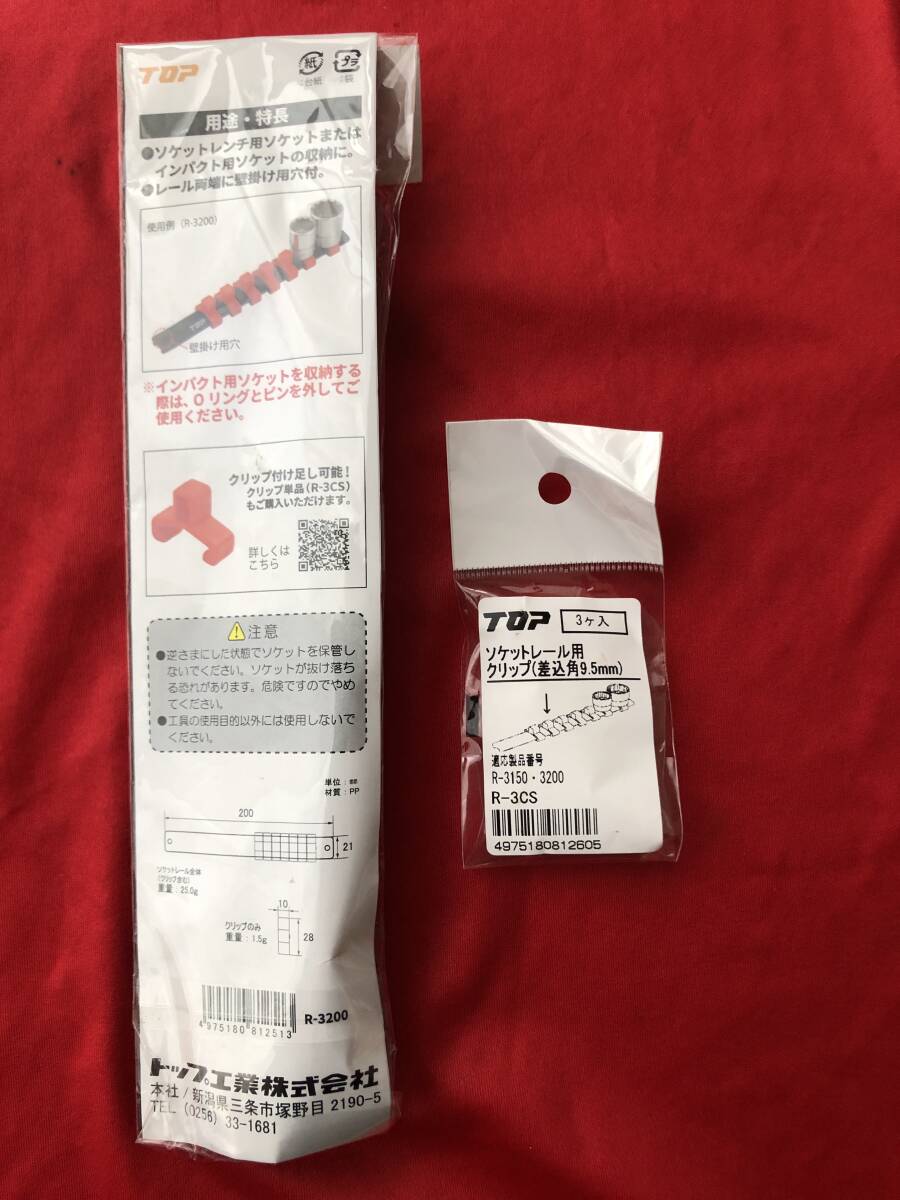 TOP
紙
台紙
プラ
袋
用途・特長
●ソケットレンチ用ソケットまたは
インパクト用ソケットの収納に。
●レール両端に壁掛け用穴付。
使用例(R-3200)
TOP
壁掛け用穴
※インパクト用ソケットを収納する
際は、Oリングとピンを外してご
使用ください。
クリップ付け足し可能!
クリップ単品(R-3CS)
もご購入いただけます。
詳しくは
こちら
注意
●逆さまにした状態でソケットを保管し
ないでください。ソケットが抜け落ち
る恐れがあります。危険ですのでやめ
てください。
●工具の使用目的以外には使用しないで
ください。
単位:㎜
材質:PP
200
21
ソケットレール全体
(クリップ含む)
重量:25.0g
10
クリップのみ
重量:1.5g
28
4975180812513
R-3200
トップ工業株式会社
本社/新潟県三条市塚野目2190-5
TEL (0256) 33-1681
TOP
3ヶ入
ソケットレール用
クリップ(差込角9.5mm)
適応製品番号
R-3150・3200
R-3CS
4975180812605